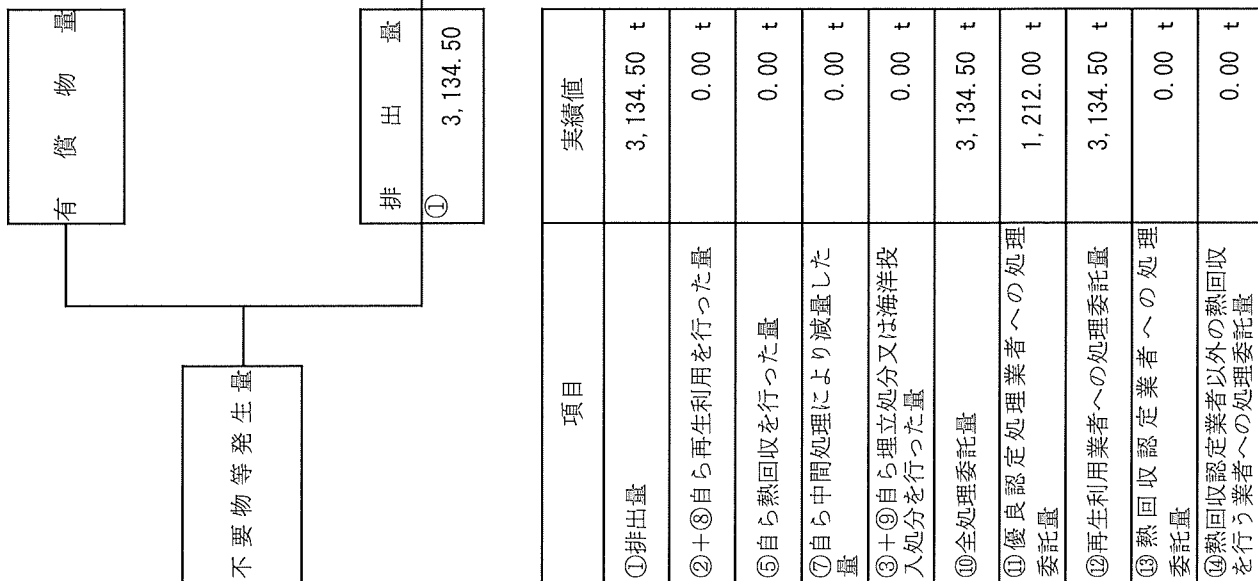 有償物量
不要物等発生量
排出量
①
3,134.50
項目 実績値
①排出量 3,134.50 t
②+⑧自ら再生利用を行った量 0.00 t
⑤自ら熱回収を行った量 0.00 t
⑦自ら中間処理により減量した
量 0.00 t
③+⑨自ら埋立処分又は海洋投
入処分を行った量 0.00 t
⑩全処理委託量 3,134.50 t
⑪優良認定処理業者への処理
委託量 1,212.00 t
⑫再生利用業者への処理委託量 3,134.50 t
⑬熱回収認定業者への処理
委託量 0.00 t
⑭熱回収認定業者以外の熱回収
を行う業者への処理委託量 0.00 t